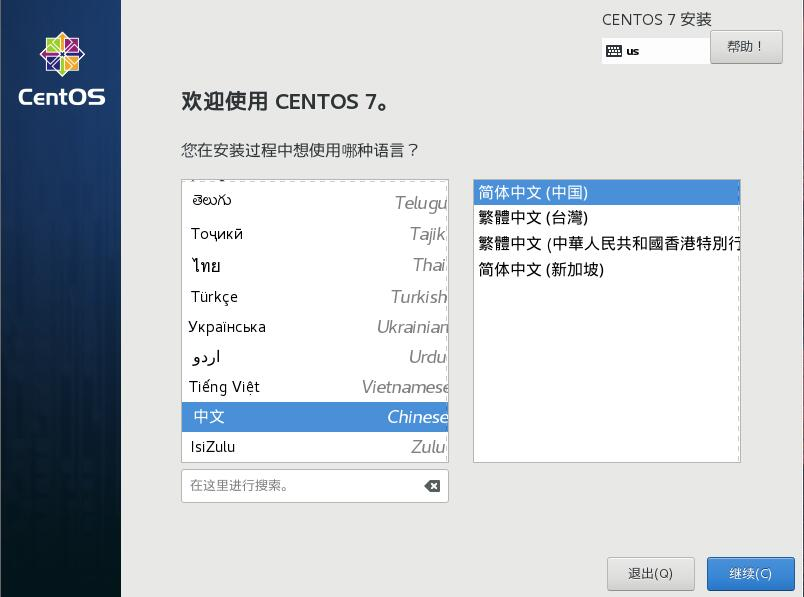 CentOS
CENTOS 7 安装
us
帮助！
欢迎使用 CENTOS 7。
您在安装过程中想使用哪种语言？
తెలుగు Telugu
Тоҷикӣ Tajik
ไทย Thai
Türkçe Turkish
Українська Ukrainian
اردو Urdu
Tiếng Việt Vietnamese
中文 Chinese
IsiZulu Zulu
简体中文 (中国)
繁體中文 (台灣)
繁體中文 (中華人民共和國香港特別行
简体中文 (新加坡)
在这里进行搜索。
退出(Q)
继续(C)